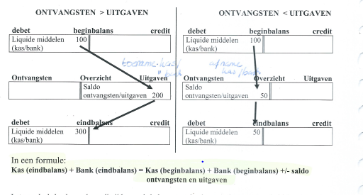 ONTVANGSTEN > UITGAVEN
debet beginbalans credit
Liquide middelen 100
(kas/bank)
Ontvangsten Overzicht Uitgaven
Saldo
ontvangsten/uitgaven 200
debet eindbalans credit
Liquide middelen 300
(kas/bank)
ONTVANGSTEN < UITGAVEN
debet beginbalans credit
Liquide middelen 100
(kas/bank)
Ontvangsten Overzicht Uitgaven
Saldo
ontvangsten/uitgaven 50
debet eindbalans credit
Liquide middelen 50
(kas/bank)
In een formule:
Kas (eindbalans) + Bank (eindbalans) = Kas (beginbalans) + Bank (beginbalans) +/- saldo
ontvangsten en uitgaven